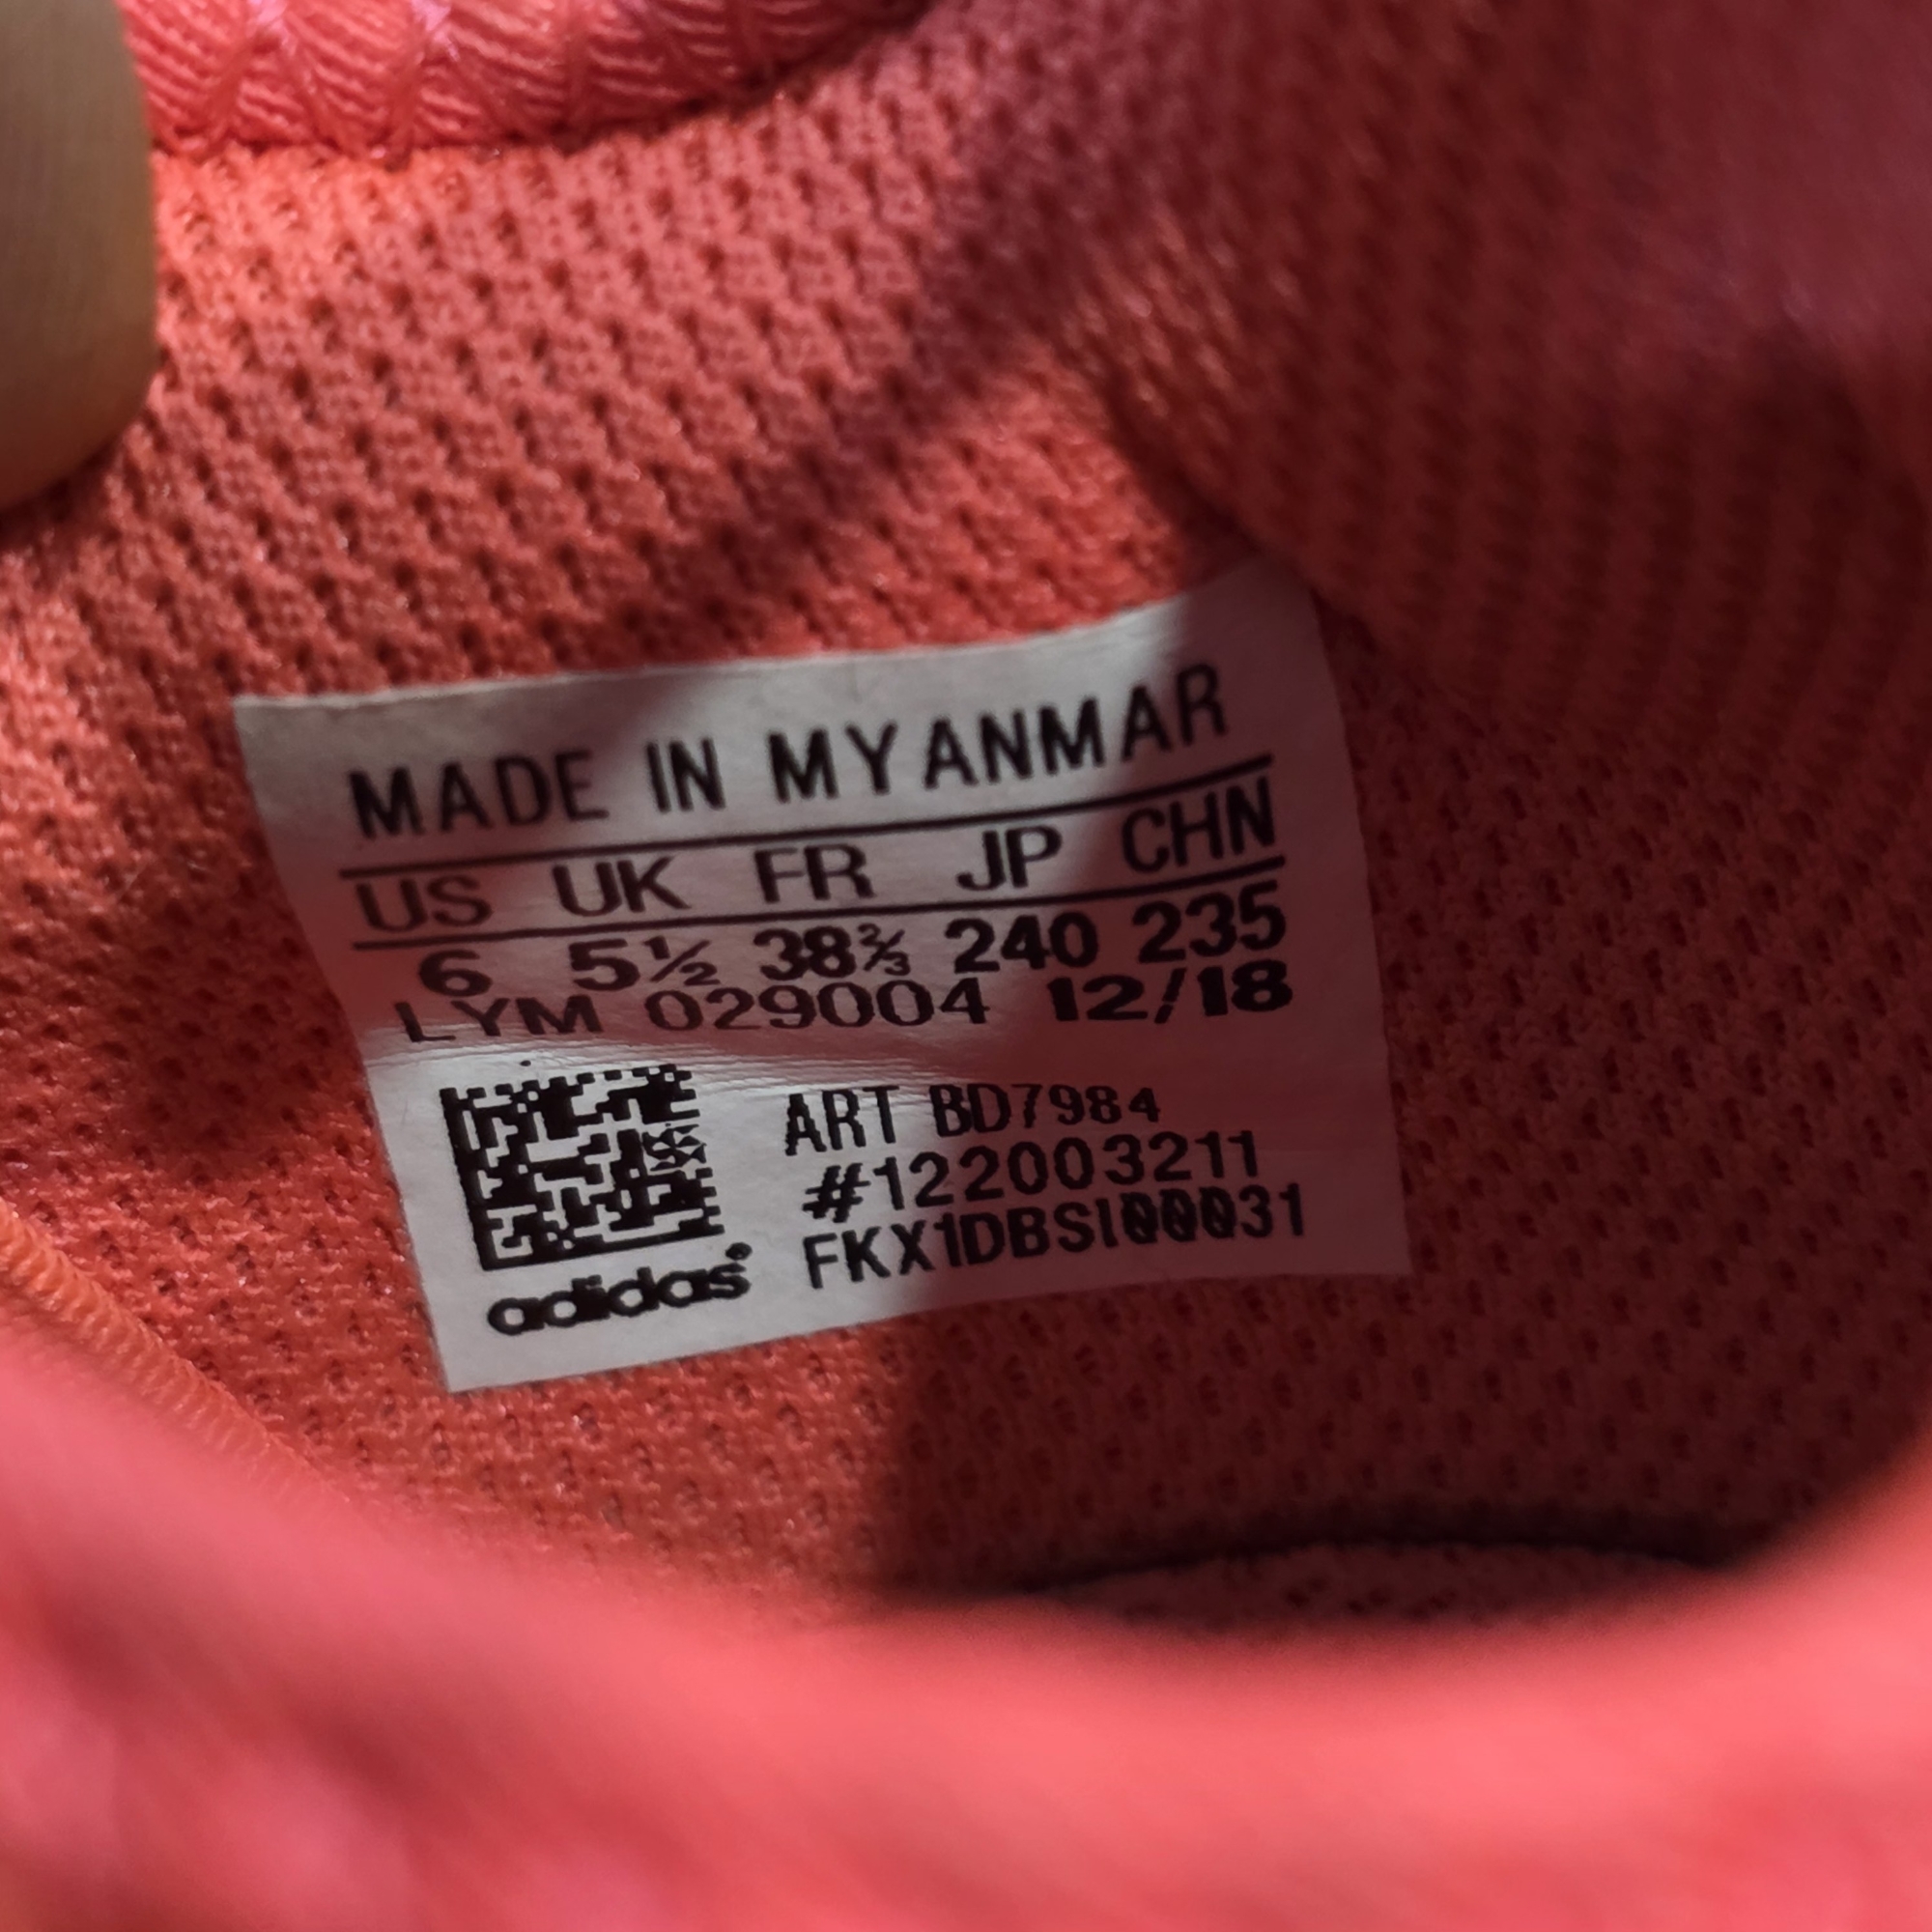 MADE IN MYANMAR
US UK FR JP CHN
6 5½ 38⅔ 240 235
LYM 029004 12/18
ART BD7984
#122003211
FKX1DBSI00031
adidas